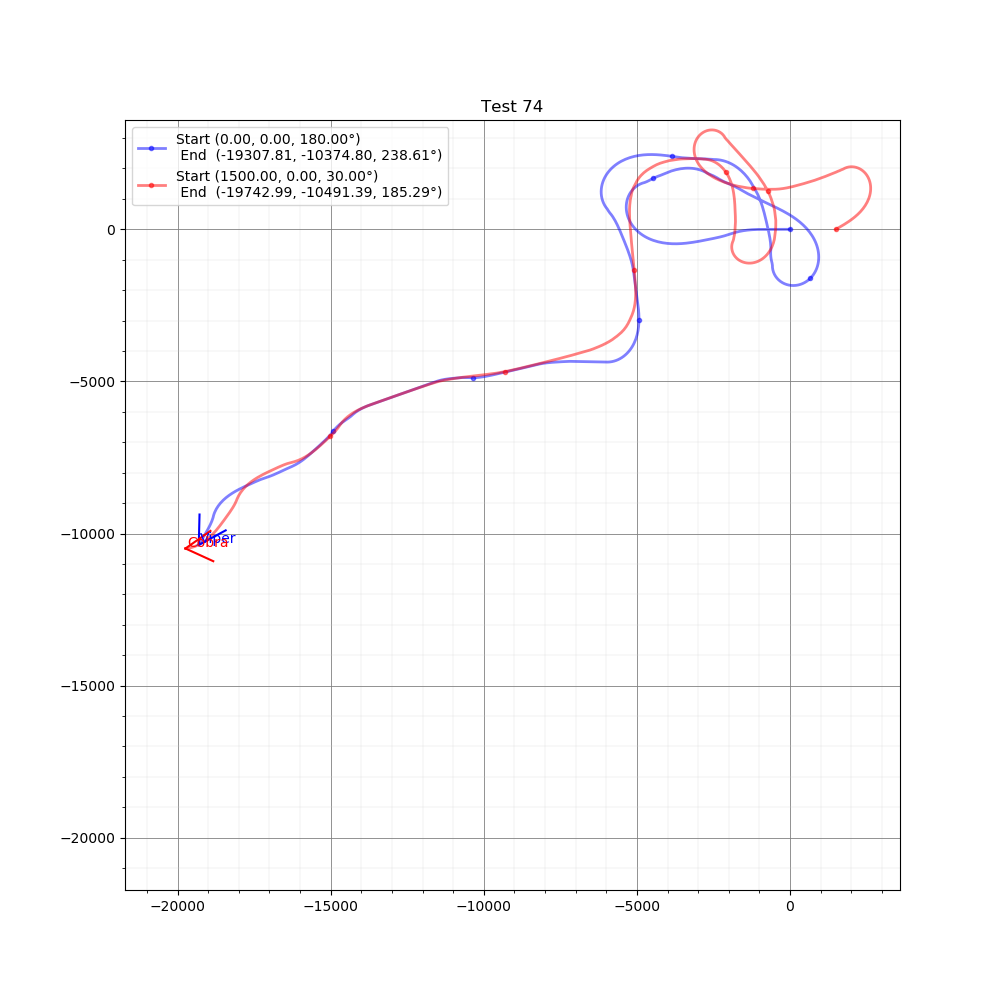 Test 74
Start (0.00, 0.00, 180.00°)
End (-19307.81, -10374.80, 238.61°)
Start (1500.00, 0.00, 30.00°)
End (-19742.99, -10491.39, 185.29°)
0
−5000
−10000
−15000
−20000
Viper
Cobra
−20000 −15000 −10000 −5000 0